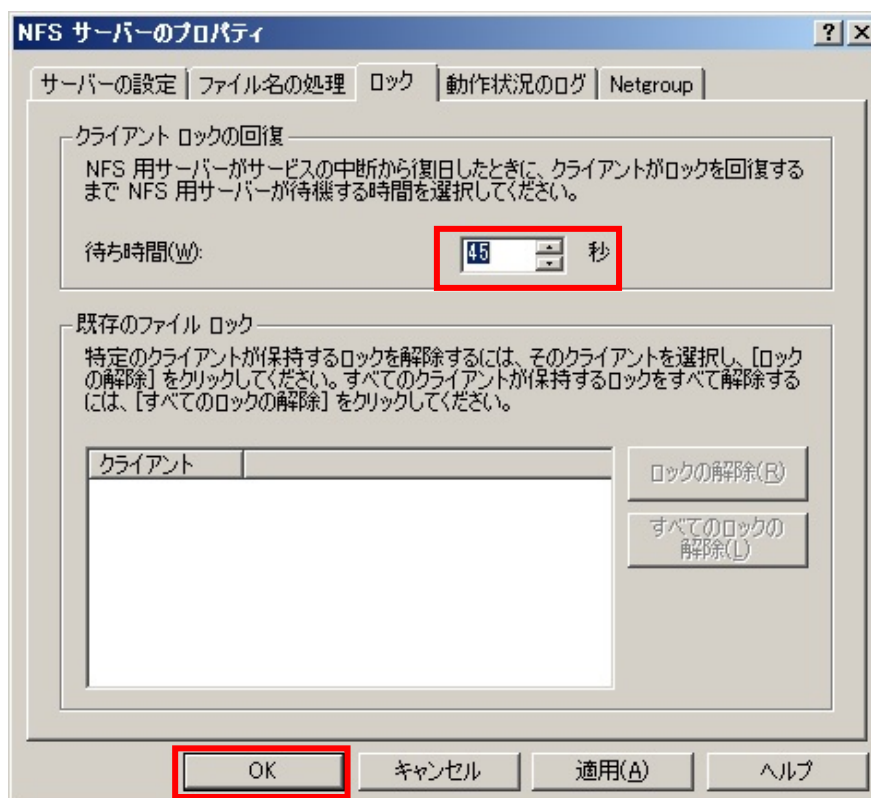 NFS サーバーのプロパティ
サーバーの設定 ファイル名の処理 ロック 動作状況のログ Netgroup
クライアント ロックの回復
NFS 用サーバーがサービスの中断から復旧したときに、クライアントがロックを回復する
まで NFS 用サーバーが待機する時間を選択してください。
待ち時間(W): 45 秒
既存のファイル ロック
特定のクライアントが保持するロックを解除するには、そのクライアントを選択し、[ロック
の解除] をクリックしてください。すべてのクライアントが保持するロックをすべて解除する
には、[すべてのロックの解除] をクリックしてください。
クライアント
ロックの解除(R)
すべてのロックの
解除(L)
OK キャンセル 適用(A) ヘルプ